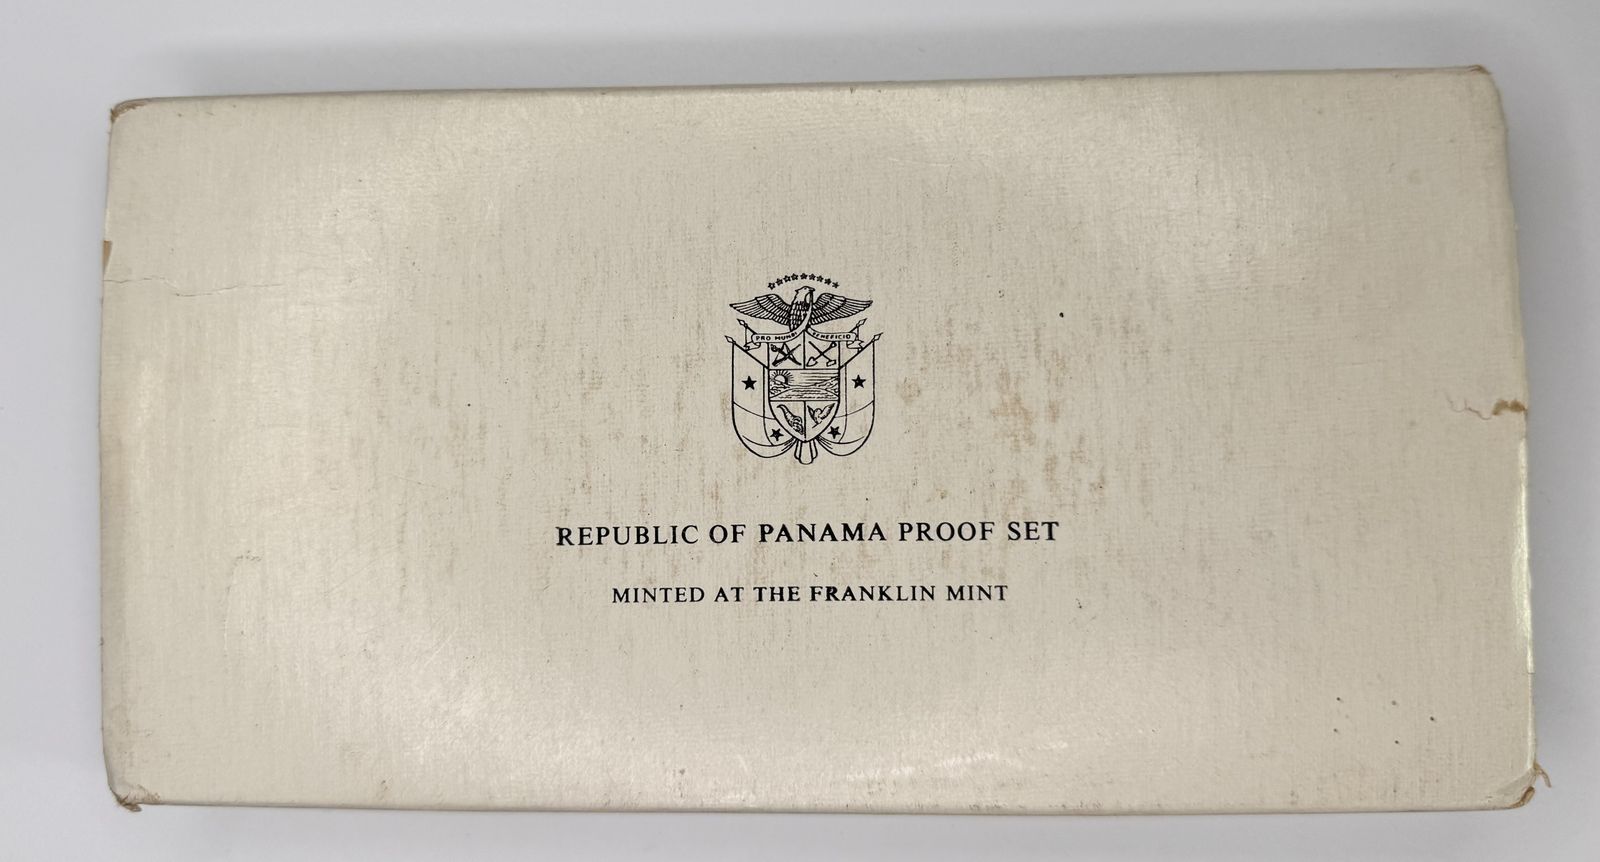 PRO MUNDI BENEFICIO
REPUBLIC OF PANAMA PROOF SET
MINTED AT THE FRANKLIN MINT